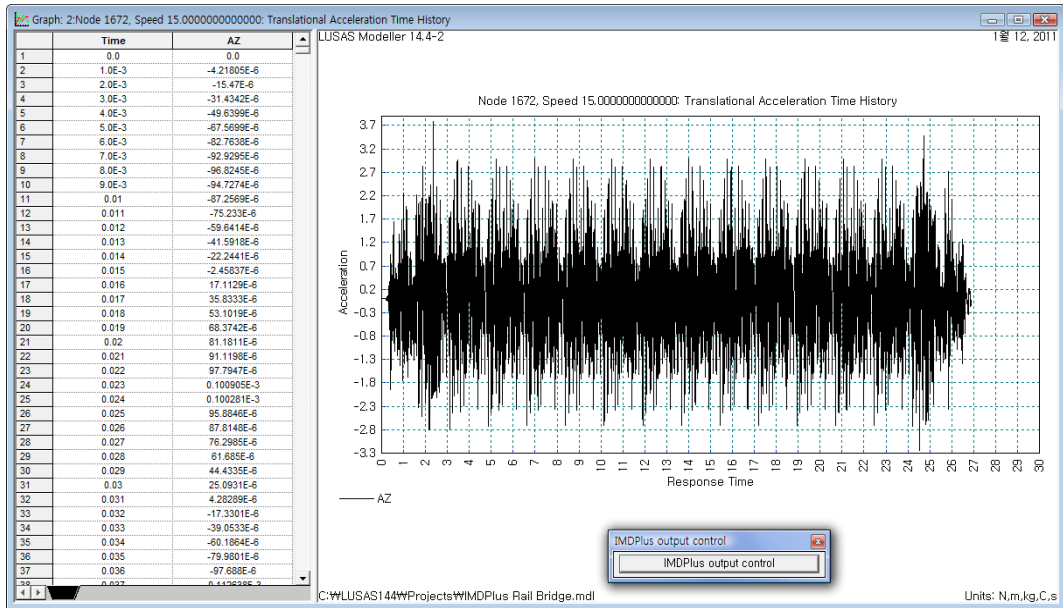 Graph: 2:Node 1672, Speed 15.0000000000000: Translational Acceleration Time History
Time AZ
1 0.0 0.0
2 1.0E-3 -4.21805E-6
3 2.0E-3 -15.47E-6
4 3.0E-3 -31.4342E-6
5 4.0E-3 -49.6399E-6
6 5.0E-3 -67.5699E-6
7 6.0E-3 -82.7638E-6
8 7.0E-3 -92.9295E-6
9 8.0E-3 -96.8245E-6
10 9.0E-3 -94.7274E-6
11 0.01 -87.2569E-6
12 0.011 -75.233E-6
13 0.012 -59.6414E-6
14 0.013 -41.5918E-6
15 0.014 -22.2441E-6
16 0.015 -2.45837E-6
17 0.016 17.1129E-6
18 0.017 35.8333E-6
19 0.018 53.1019E-6
20 0.019 68.3742E-6
21 0.02 81.1811E-6
22 0.021 91.1198E-6
23 0.022 97.7947E-6
24 0.023 0.100905E-3
25 0.024 0.100281E-3
26 0.025 95.8846E-6
27 0.026 87.8148E-6
28 0.027 76.2985E-6
29 0.028 61.685E-6
30 0.029 44.4335E-6
31 0.03 25.0931E-6
32 0.031 4.28289E-6
33 0.032 -17.3301E-6
34 0.033 -39.0533E-6
35 0.034 -60.1864E-6
36 0.035 -79.9801E-6
37 0.036 -97.688E-6
LUSAS Modeller 14.4-2
1월 12, 2011
Node 1672, Speed 15.0000000000000: Translational Acceleration Time History
Acceleration
3.7
3.2
2.7
2.2
1.7
1.2
0.7
0.2
-0.3
-0.8
-1.3
-1.8
-2.3
-2.8
-3.3
0 1 2 3 4 5 6 7 8 9 10 11 12 13 14 15 16 17 18 19 20 21 22 23 24 25 26 27 28 29 30
Response Time
AZ
IMDPlus output control
IMDPlus output control
C:₩LUSAS144₩Projects₩IMDPlus Rail Bridge.mdl
Units: N,m,kg,C,s